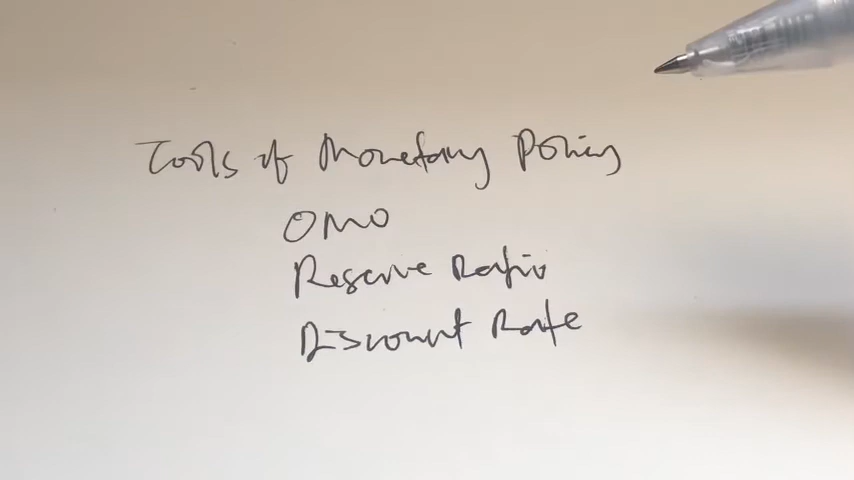 Tools of Monetary Policy
OMO
Reserve Ratio
Discount Rate